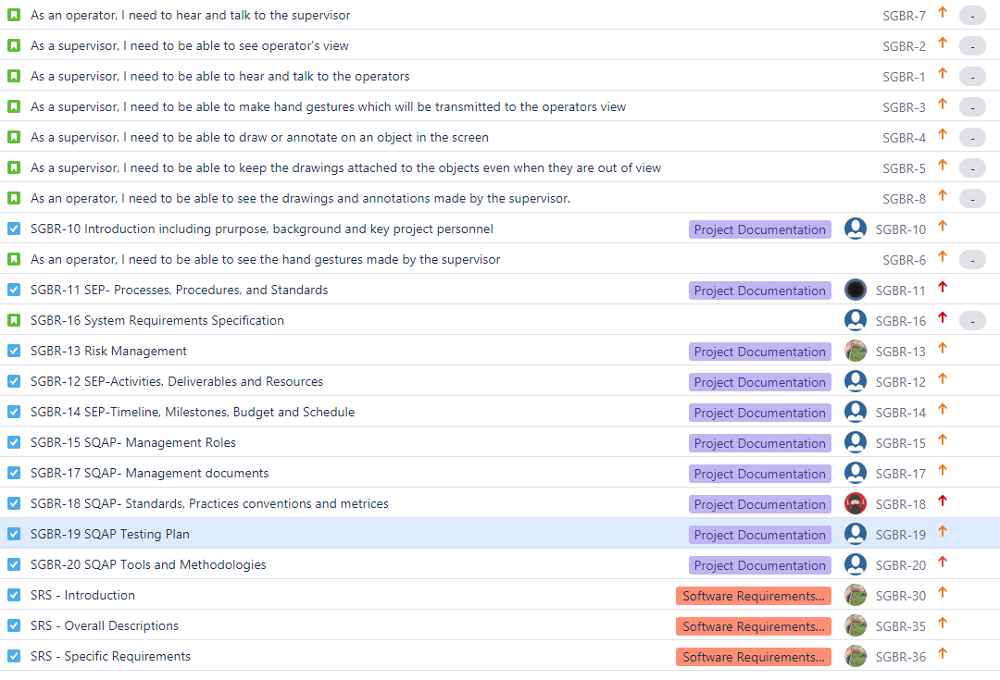 As an operator, I need to hear and talk to the supervisor SGBR-7 -
As a supervisor, I need to be able to see operator's view SGBR-2 -
As a supervisor, I need to be able to hear and talk to the operators SGBR-1 -
As a supervisor, I need to be able to make hand gestures which will be transmitted to the operators view SGBR-3 -
As a supervisor, I need to be able to draw or annotate on an object in the screen SGBR-4 -
As a supervisor, I need to be able to keep the drawings attached to the objects even when they are out of view SGBR-5 -
As an operator, I need to be able to see the drawings and annotations made by the supervisor. SGBR-8 -
SGBR-10 Introduction including prurpose, background and key project personnel Project Documentation SGBR-10
As an operator, I need to be able to see the hand gestures made by the supervisor SGBR-6 -
SGBR-11 SEP- Processes, Procedures, and Standards Project Documentation SGBR-11
SGBR-16 System Requirements Specification SGBR-16 -
SGBR-13 Risk Management Project Documentation SGBR-13
SGBR-12 SEP-Activities, Deliverables and Resources Project Documentation SGBR-12
SGBR-14 SEP-Timeline, Milestones, Budget and Schedule Project Documentation SGBR-14
SGBR-15 SQAP- Management Roles Project Documentation SGBR-15
SGBR-17 SQAP- Management documents Project Documentation SGBR-17
SGBR-18 SQAP- Standards, Practices conventions and metrices Project Documentation SGBR-18
SGBR-19 SQAP Testing Plan Project Documentation SGBR-19
SGBR-20 SQAP Tools and Methodologies Project Documentation SGBR-20
SRS - Introduction Software Requirements... SGBR-30
SRS - Overall Descriptions Software Requirements... SGBR-35
SRS - Specific Requirements Software Requirements... SGBR-36